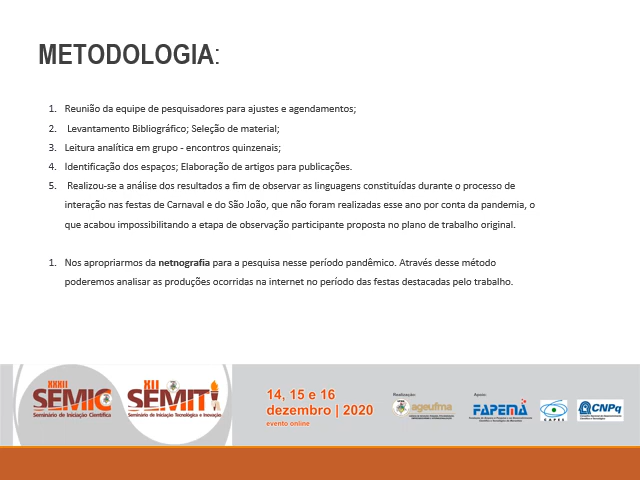 METODOLOGIA:
1. Reunião da equipe de pesquisadores para ajustes e agendamentos;
2. Levantamento Bibliográfico; Seleção de material;
3. Leitura analítica em grupo - encontros quinzenais;
4. Identificação dos espaços; Elaboração de artigos para publicações.
5. Realizou-se a análise dos resultados a fim de observar as linguagens constituídas durante o processo de
interação nas festas de Carnaval e do São João, que não foram realizadas esse ano por conta da pandemia, o
que acabou impossibilitando a etapa de observação participante proposta no plano de trabalho original.
1. Nos apropriarmos da netnografia para a pesquisa nesse período pandêmico. Através desse método
poderemos analisar as produções ocorridas na internet no período das festas destacadas pelo trabalho.
XXXII
SEMIC
Seminário de Iniciação Científica
XII
SEMITI
Seminário de Iniciação Tecnológica e Inovação
14, 15 e 16
dezembro | 2020
evento online
Realização:
ageufma
Apoio:
FAPEMA
CAPES
CNPq